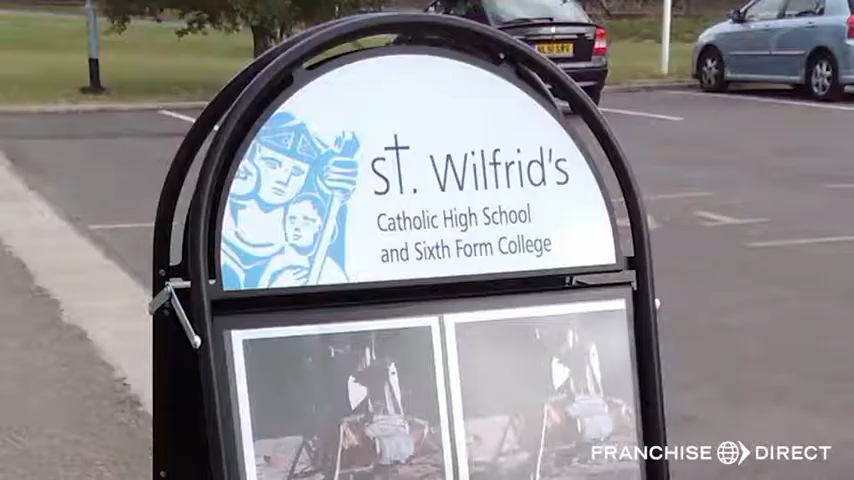 ST. Wilfrid's
Catholic High School
and Sixth Form College
FRANCHISE DIRECT